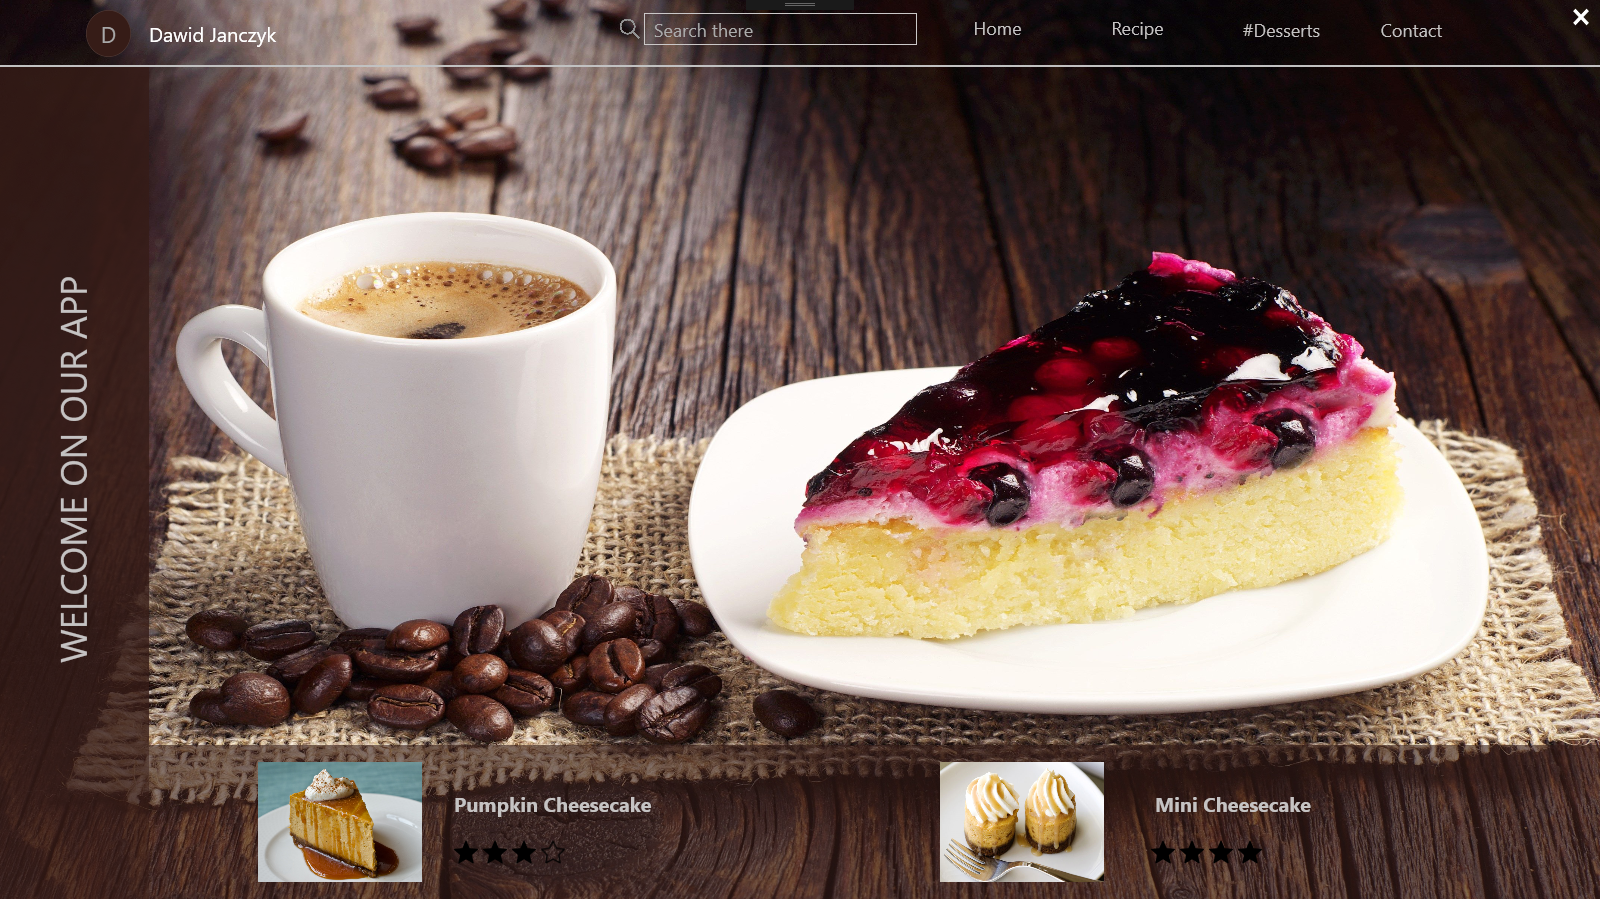 D
Dawid Janczyk
Search there
Home
Recipe
#Desserts
Contact
WELCOME ON OUR APP
Pumpkin Cheesecake
Mini Cheesecake